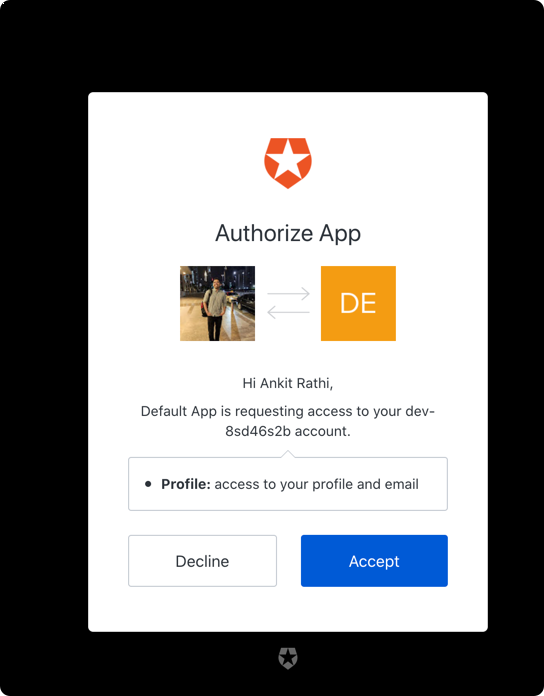 Authorize App
DE
Hi Ankit Rathi,
Default App is requesting access to your dev-
8sd46s2b account.
• Profile: access to your profile and email
Decline
Accept